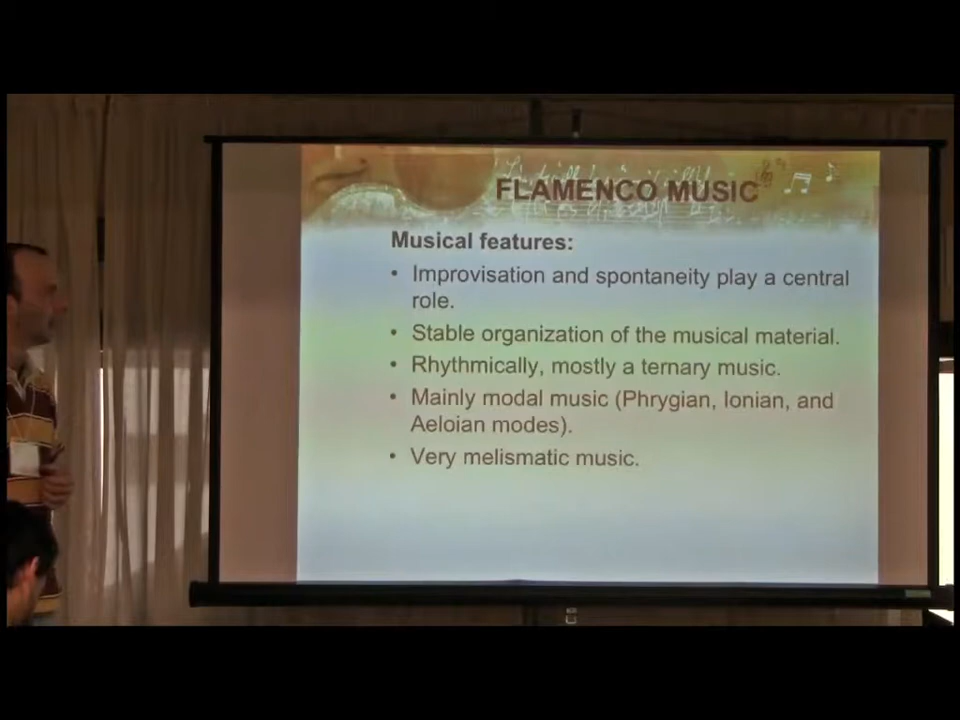 FLAMENCO MUSIC
Musical features:
• Improvisation and spontaneity play a central
role.
• Stable organization of the musical material.
• Rhythmically, mostly a ternary music.
• Mainly modal music (Phrygian, Ionian, and
Aeloian modes).
• Very melismatic music.